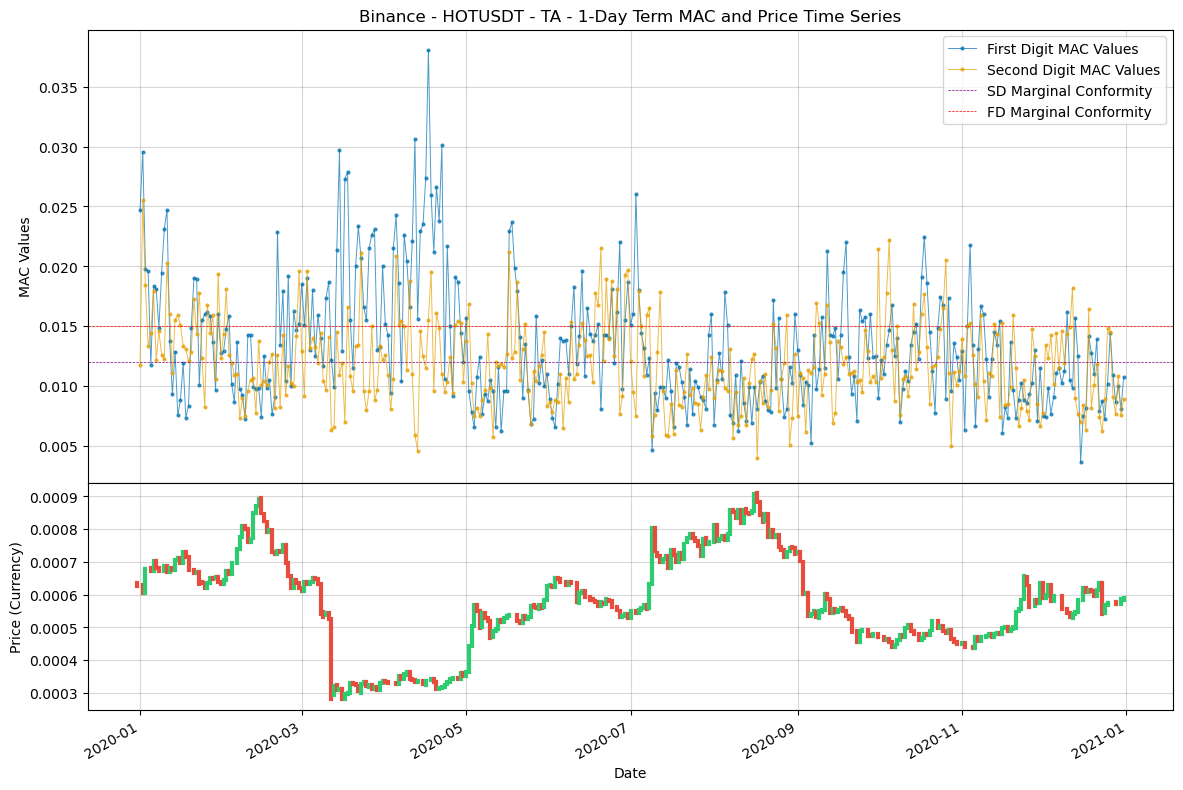 Binance - HOTUSDT - TA - 1-Day Term MAC and Price Time Series
First Digit MAC Values
Second Digit MAC Values
SD Marginal Conformity
FD Marginal Conformity
MAC Values
0.035
0.030
0.025
0.020
0.015
0.010
0.005
Price (Currency)
0.0009
0.0008
0.0007
0.0006
0.0005
0.0004
0.0003
2020-01
2020-03
2020-05
2020-07
2020-09
2020-11
2021-01
Date